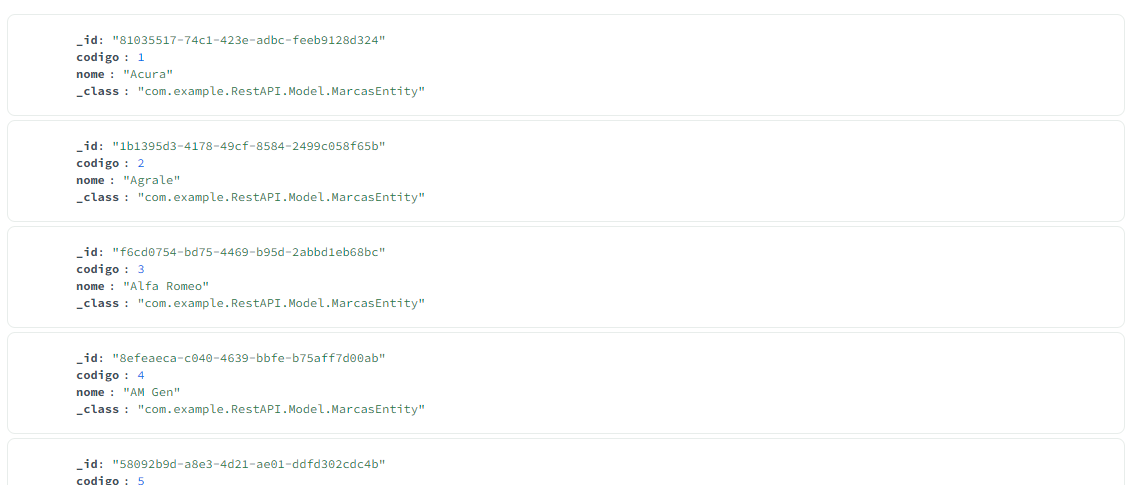 _id: "81035517-74c1-423e-adbc-feeb9128d324"
codigo : 1
nome : "Acura"
_class : "com.example.RestAPI.Model.MarcasEntity"
_id: "1b1395d3-4178-49cf-8584-2499c058f65b"
codigo : 2
nome : "Agrale"
_class : "com.example.RestAPI.Model.MarcasEntity"
_id: "f6cd0754-bd75-4469-b95d-2abbd1eb68bc"
codigo : 3
nome : "Alfa Romeo"
_class : "com.example.RestAPI.Model.MarcasEntity"
_id: "8efeaeca-c040-4639-bbfe-b75aff7d00ab"
codigo : 4
nome : "AM Gen"
_class : "com.example.RestAPI.Model.MarcasEntity"
_id: "58092b9d-a8e3-4d21-ae01-ddfd302cdc4b"
codigo : 5